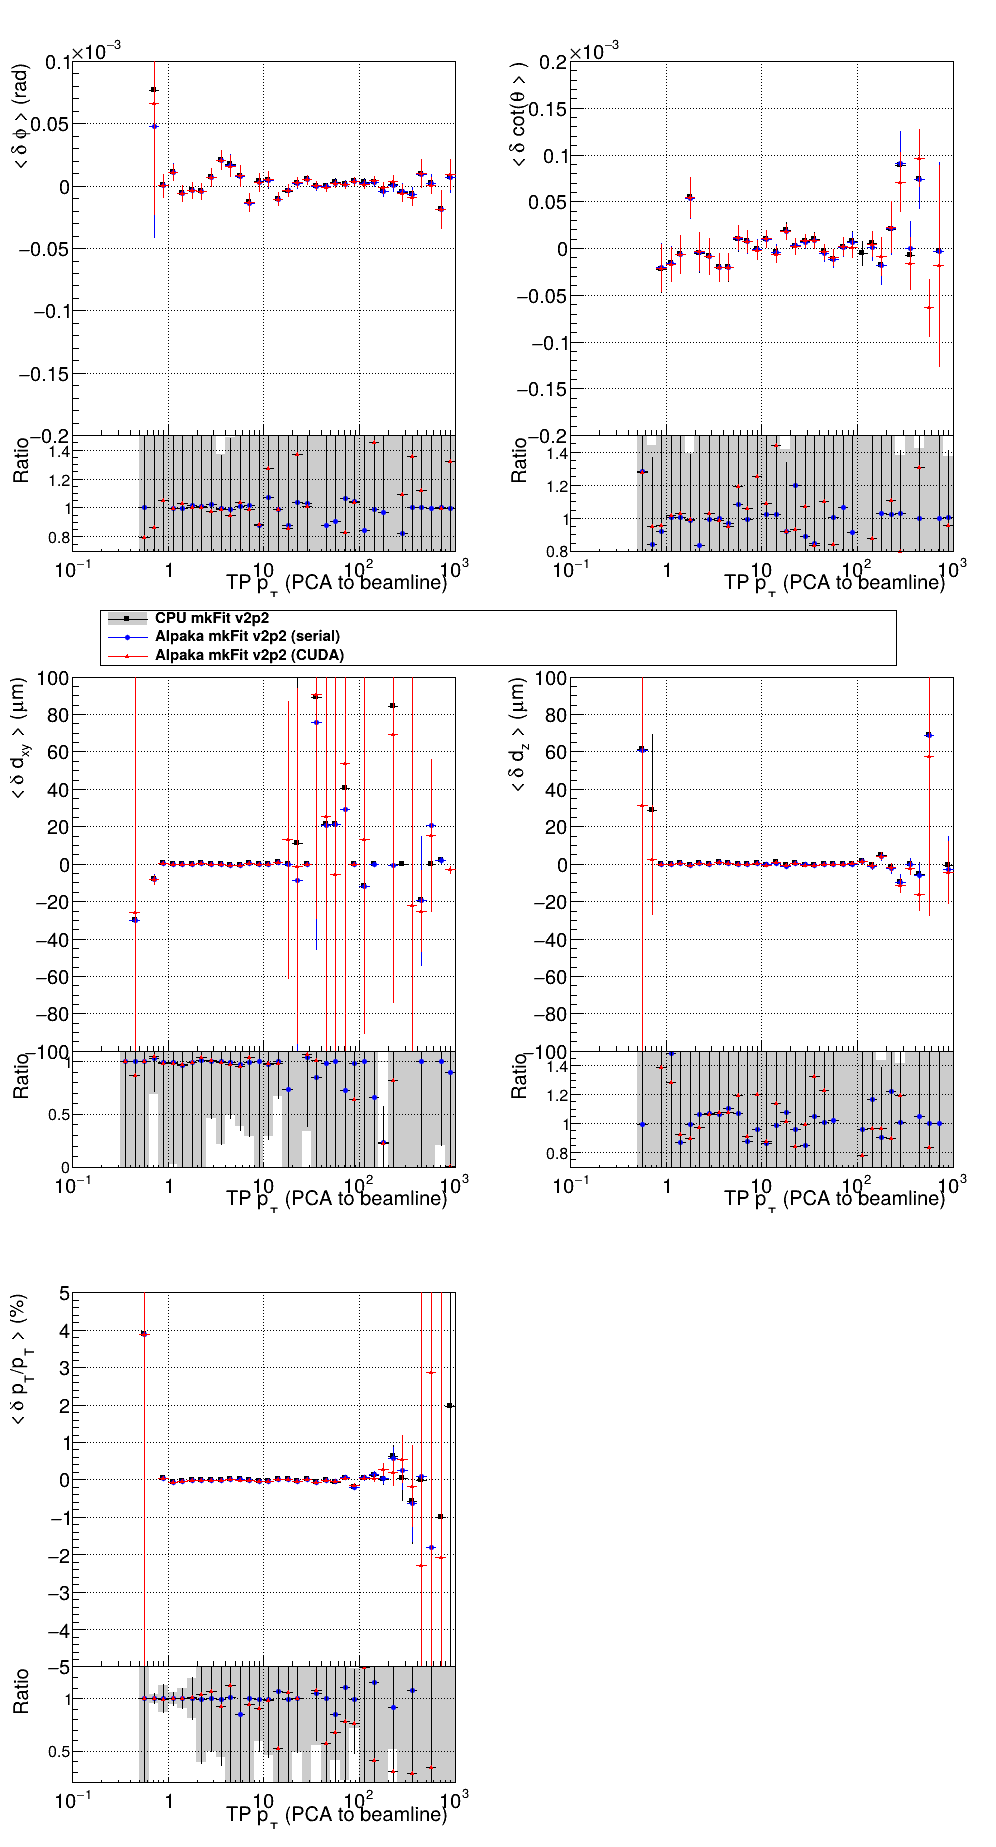 ×10⁻³
< δ ϕ > (rad)
0.1
0.05
0
−0.05
−0.1
−0.15
−0.2
Ratio
1.4
1.2
1
0.8
10⁻¹ 1 10 10² 10³
TP p_T (PCA to beamline)
×10⁻³
< δ cot(θ) >
0.2
0.15
0.1
0.05
0
−0.05
−0.1
−0.15
−0.2
Ratio
1.4
1.2
1
0.8
10⁻¹ 1 10 10² 10³
TP p_T (PCA to beamline)
CPU mkFit v2p2
Alpaka mkFit v2p2 (serial)
Alpaka mkFit v2p2 (CUDA)
< δ d_xy > (μm)
100
80
60
40
20
0
−20
−40
−60
−80
−100
Ratio
1
0.5
0
10⁻¹ 1 10 10² 10³
TP p_T (PCA to beamline)
< δ d_z > (μm)
100
80
60
40
20
0
−20
−40
−60
−80
−100
Ratio
1.4
1.2
1
0.8
10⁻¹ 1 10 10² 10³
TP p_T (PCA to beamline)
< δ p_T/p_T > (%)
5
4
3
2
1
0
−1
−2
−3
−4
−5
Ratio
1
0.5
10⁻¹ 1 10 10² 10³
TP p_T (PCA to beamline)